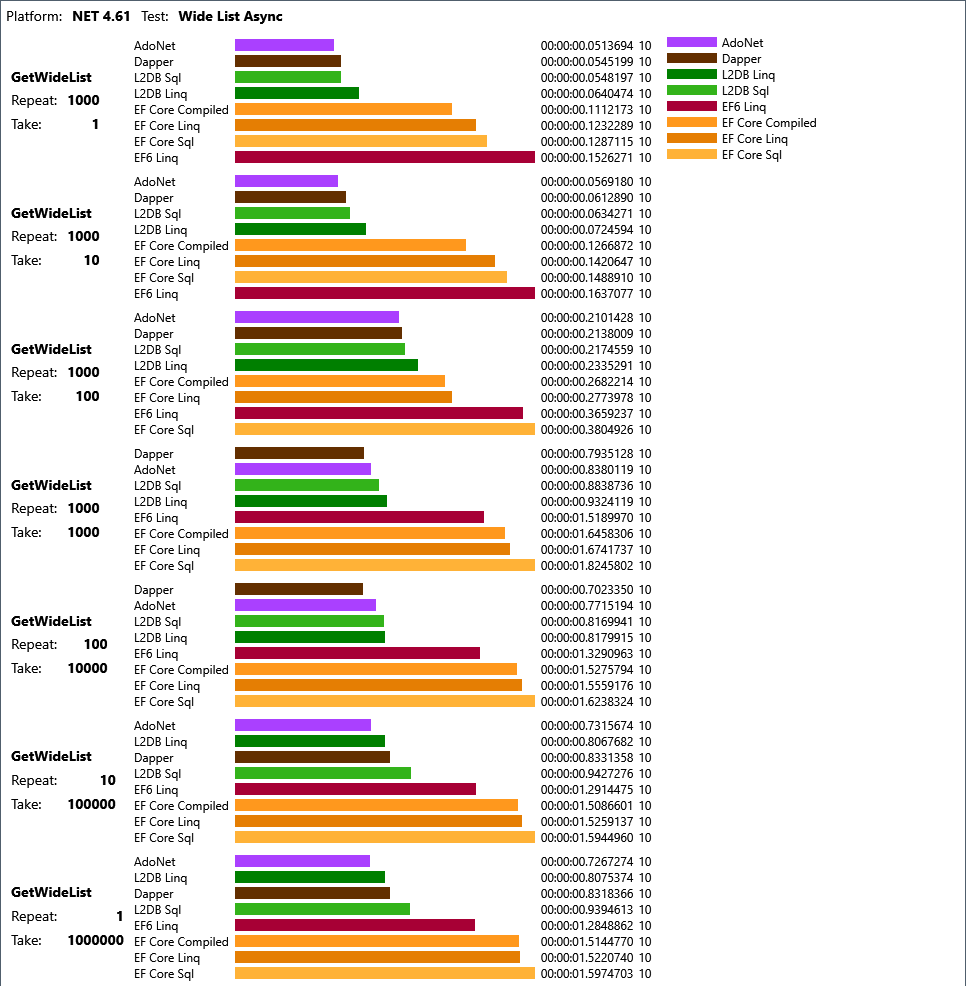 Platform: NET 4.61 Test: Wide List Async
AdoNet 00:00:00.0513694 10
Dapper 00:00:00.0545199 10
GetWideList
L2DB Sql 00:00:00.0548197 10
L2DB Linq 00:00:00.0640474 10
Repeat: 1000
EF Core Compiled 00:00:00.1112173 10
EF Core Linq 00:00:00.1232289 10
Take: 1
EF Core Sql 00:00:00.1287115 10
EF6 Linq 00:00:00.1526271 10
AdoNet
Dapper
L2DB Linq
L2DB Sql
EF6 Linq
EF Core Compiled
EF Core Linq
EF Core Sql
AdoNet 00:00:00.0569180 10
Dapper 00:00:00.0612890 10
GetWideList
L2DB Sql 00:00:00.0634271 10
L2DB Linq 00:00:00.0724594 10
Repeat: 1000
EF Core Compiled 00:00:00.1266872 10
EF Core Linq 00:00:00.1420647 10
Take: 10
EF Core Sql 00:00:00.1488910 10
EF6 Linq 00:00:00.1637077 10
AdoNet 00:00:00.2101428 10
Dapper 00:00:00.2138009 10
GetWideList
L2DB Sql 00:00:00.2174559 10
L2DB Linq 00:00:00.2335291 10
Repeat: 1000
EF Core Compiled 00:00:00.2682214 10
EF Core Linq 00:00:00.2773978 10
Take: 100
EF6 Linq 00:00:00.3659237 10
EF Core Sql 00:00:00.3804926 10
Dapper 00:00:00.7935128 10
AdoNet 00:00:00.8380119 10
GetWideList
L2DB Sql 00:00:00.8838736 10
L2DB Linq 00:00:00.9324119 10
Repeat: 1000
EF6 Linq 00:00:01.5189970 10
EF Core Compiled 00:00:01.6458306 10
Take: 1000
EF Core Linq 00:00:01.6741737 10
EF Core Sql 00:00:01.8245802 10
Dapper 00:00:00.7023350 10
AdoNet 00:00:00.7715194 10
GetWideList
L2DB Sql 00:00:00.8169941 10
L2DB Linq 00:00:00.8179915 10
Repeat: 100
EF6 Linq 00:00:01.3290963 10
EF Core Compiled 00:00:01.5275794 10
Take: 10000
EF Core Linq 00:00:01.5559176 10
EF Core Sql 00:00:01.6238324 10
AdoNet 00:00:00.7315674 10
L2DB Linq 00:00:00.8067682 10
GetWideList
Dapper 00:00:00.8331358 10
L2DB Sql 00:00:00.9427276 10
Repeat: 10
EF6 Linq 00:00:01.2914475 10
EF Core Compiled 00:00:01.5086601 10
Take: 100000
EF Core Linq 00:00:01.5259137 10
EF Core Sql 00:00:01.5944960 10
AdoNet 00:00:00.7267274 10
L2DB Linq 00:00:00.8075374 10
GetWideList
Dapper 00:00:00.8318366 10
L2DB Sql 00:00:00.9394613 10
Repeat: 1
EF6 Linq 00:00:01.2848862 10
EF Core Compiled 00:00:01.5144770 10
Take: 1000000
EF Core Linq 00:00:01.5220740 10
EF Core Sql 00:00:01.5974703 10